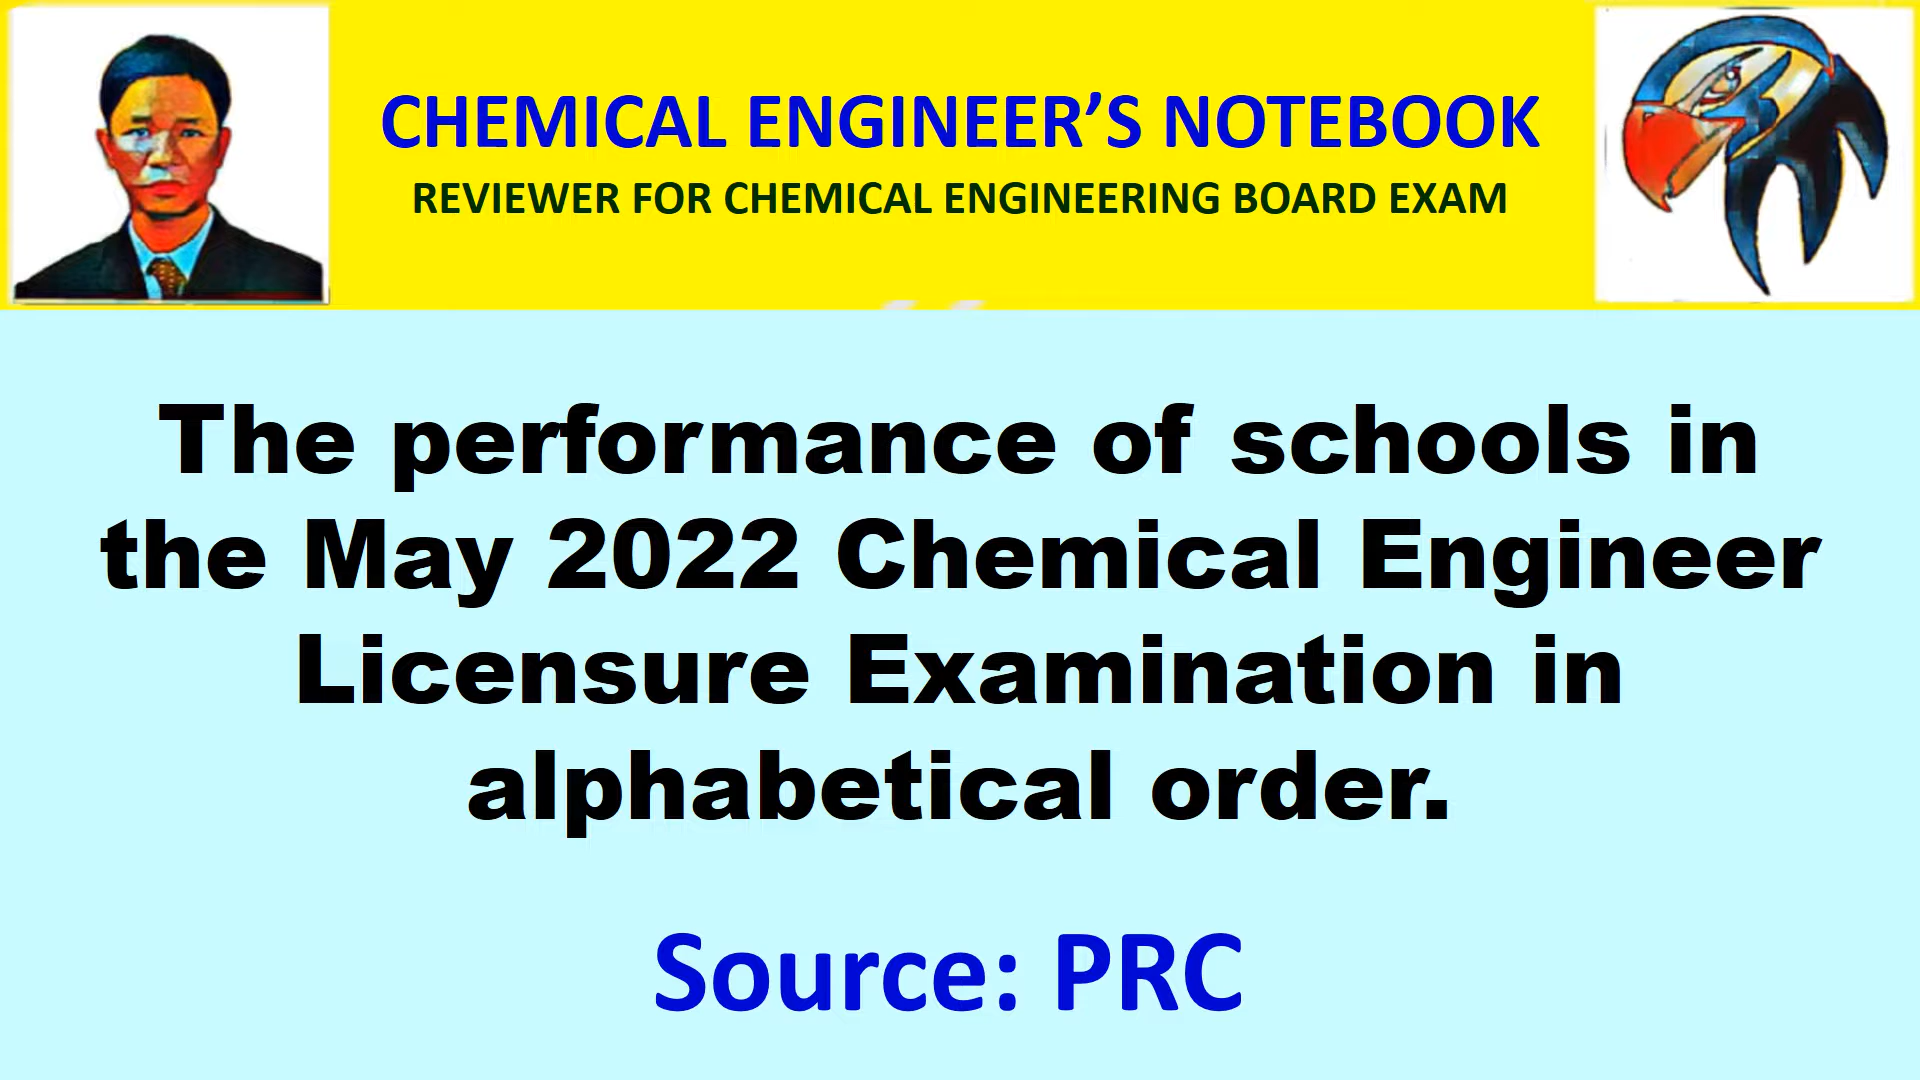 CHEMICAL ENGINEER’S NOTEBOOK
REVIEWER FOR CHEMICAL ENGINEERING BOARD EXAM
The performance of schools in
the May 2022 Chemical Engineer
Licensure Examination in
alphabetical order.
Source: PRC